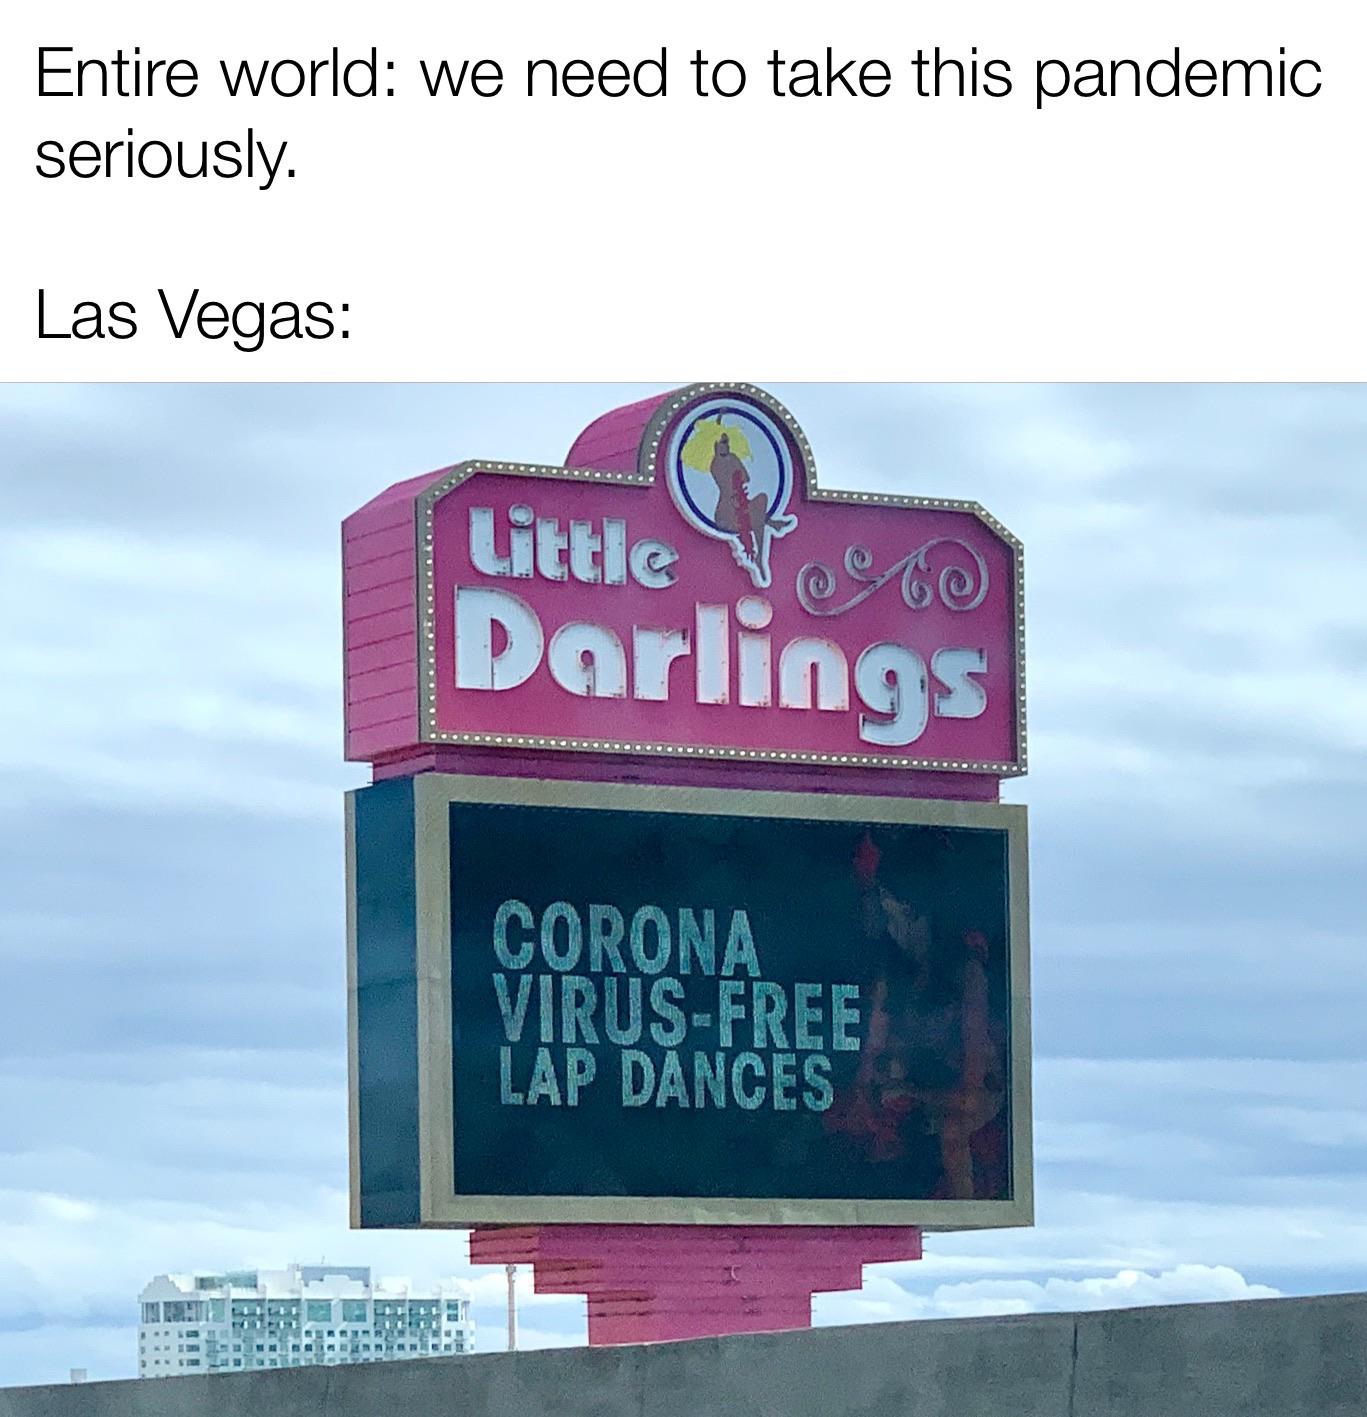 Entire world: we need to take this pandemic
seriously.
Las Vegas:
Little
Darlings
CORONA
VIRUS-FREE
LAP DANCES